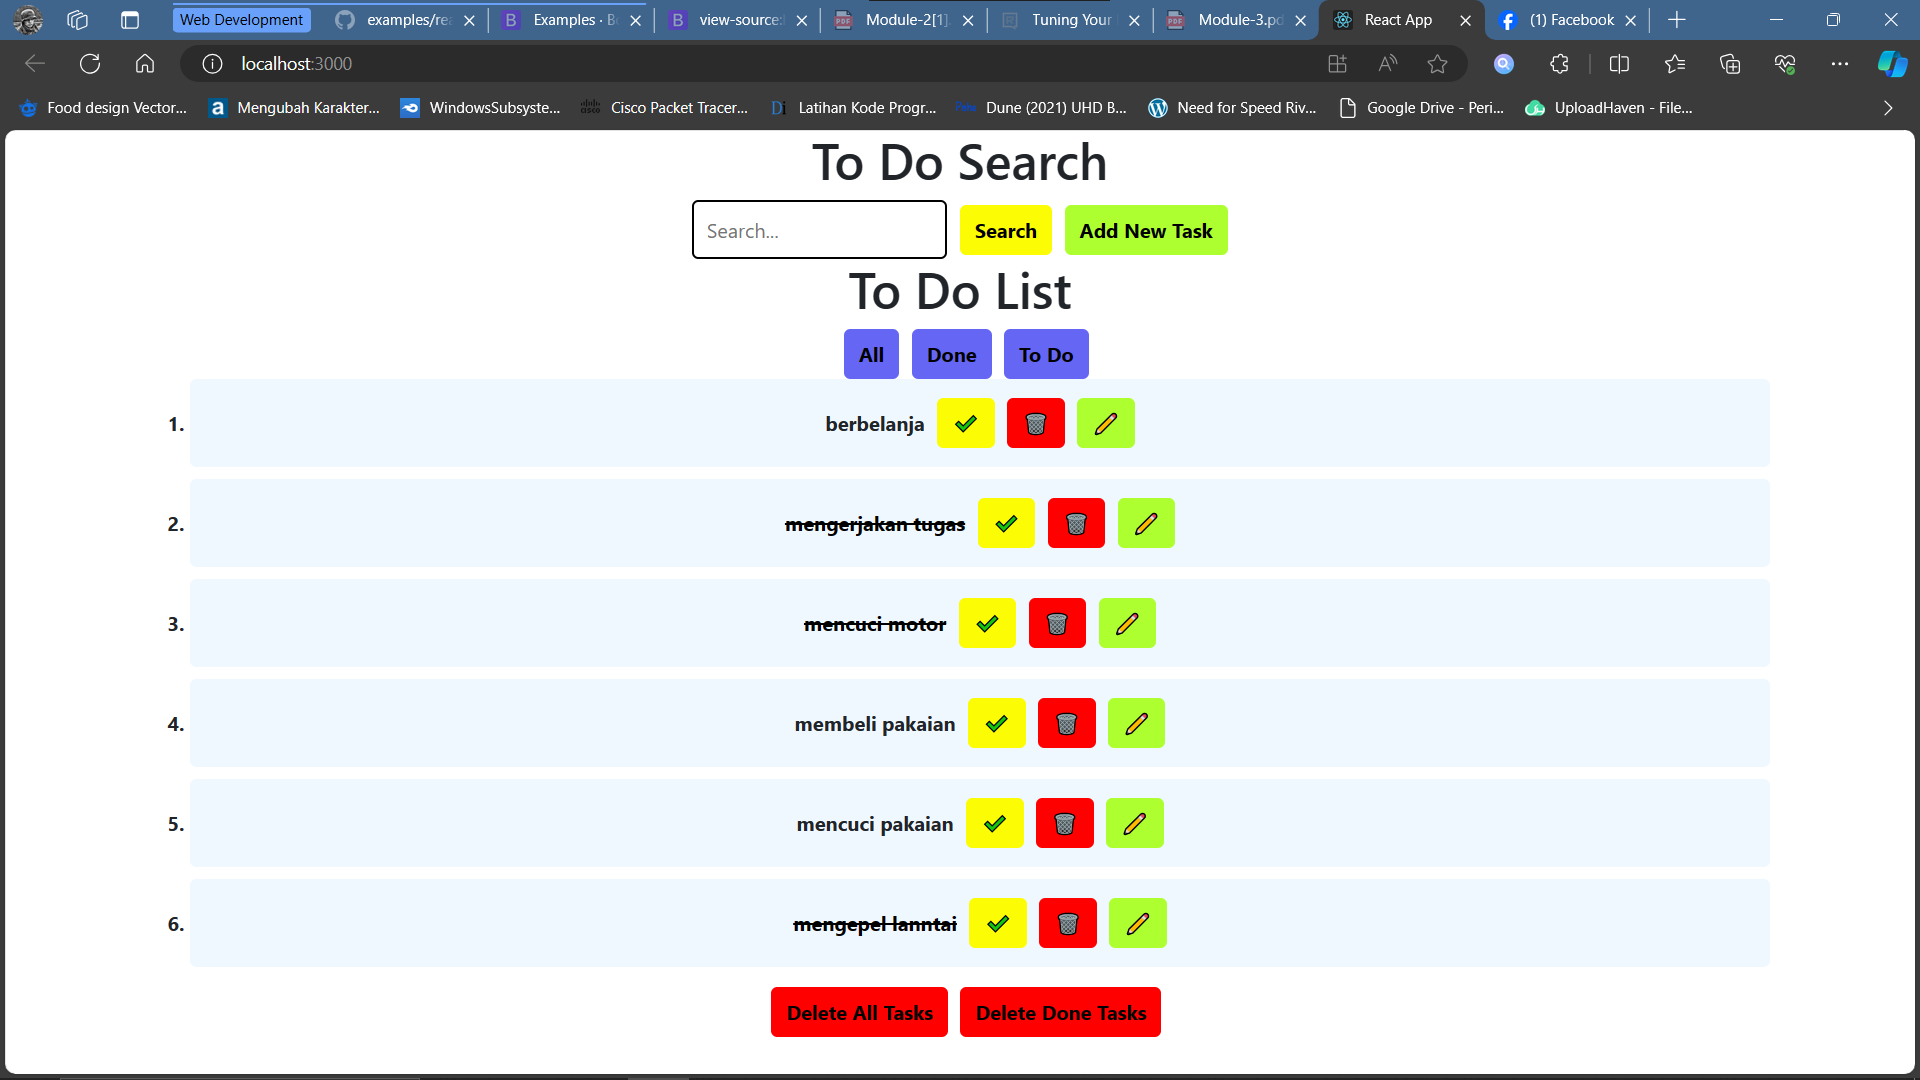 Web Development
examples/rea
Examples · Bo
view-source:
Module-2[1].
Tuning Your
Module-3.pd
React App
(1) Facebook
localhost:3000
Food design Vector...
Mengubah Karakter...
WindowsSubsyste...
Cisco Packet Tracer...
Latihan Kode Progr...
Dune (2021) UHD B...
Need for Speed Riv...
Google Drive - Peri...
UploadHaven - File...
To Do Search
Search...
Search
Add New Task
To Do List
All
Done
To Do
1. berbelanja
2. mengerjakan tugas
3. mencuci motor
4. membeli pakaian
5. mencuci pakaian
6. mengepel lanntai
Delete All Tasks
Delete Done Tasks